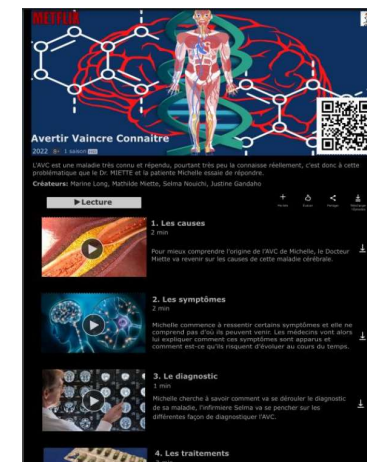 METFLIX
Avertir Vaincre Connaitre
2022 1 saison
L'AVC est une maladie très connu et répendu, pourtant très peu la connaisse réellement, c'est donc à cette
problématique que le Dr. MIETTE et la patiente Michelle essaie de répondre.
Créateurs: Marine Long, Mathilde Miette, Selma Nouichi, Justine Gandaho
Lecture
1. Les causes
2 min
Pour mieux comprendre l'origine de l'AVC de Michelle, le Docteur
Miette va revenir sur les causes de cette maladie cérébrale.
2. Les symptômes
2 min
Michelle commence à ressentir certains symptômes et elle ne
comprend pas d'où ils peuvent venir. Les médecins vont alors
lui expliquer comment ces symptômes sont apparus et
comment est-ce qu'ils risquent d'évoluer au cours du temps.
3. Le diagnostic
1 min
Michelle cherche à savoir comment va se dérouler le diagnostic
de sa maladie, l'infirmière Selma va se pencher sur les
différentes façon de diagnostiquer l'AVC.
4. Les traitements